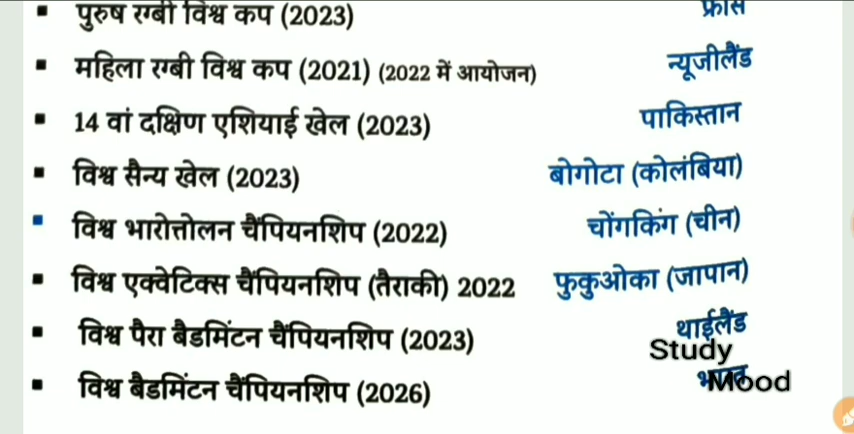 ▪ पुरुष रग्बी विश्व कप (2023) फ्रांस
▪ महिला रग्बी विश्व कप (2021) (2022 में आयोजन) न्यूजीलैंड
▪ 14 वां दक्षिण एशियाई खेल (2023) पाकिस्तान
▪ विश्व सैन्य खेल (2023) बोगोटा (कोलंबिया)
▪ विश्व भारोत्तोलन चैंपियनशिप (2022) चोंगकिंग (चीन)
▪ विश्व एक्वेटिक्स चैंपियनशिप (तैराकी) 2022 फुकुओका (जापान)
▪ विश्व पैरा बैडमिंटन चैंपियनशिप (2023) थाईलैंड
Study
▪ विश्व बैडमिंटन चैंपियनशिप (2026) भारत
Mood